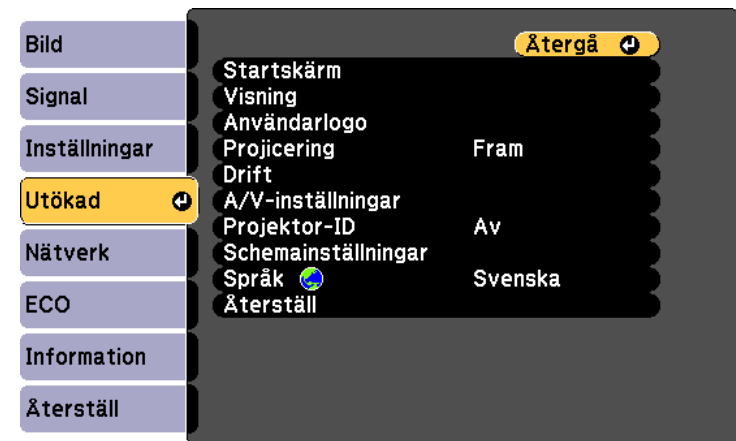 Bild
Signal
Inställningar
Utökad
Nätverk
ECO
Information
Återställ
Återgå
Startskärm
Visning
Användarlogo
Projicering Fram
Drift
A/V-inställningar
Projektor-ID Av
Schemainställningar
Språk Svenska
Återställ